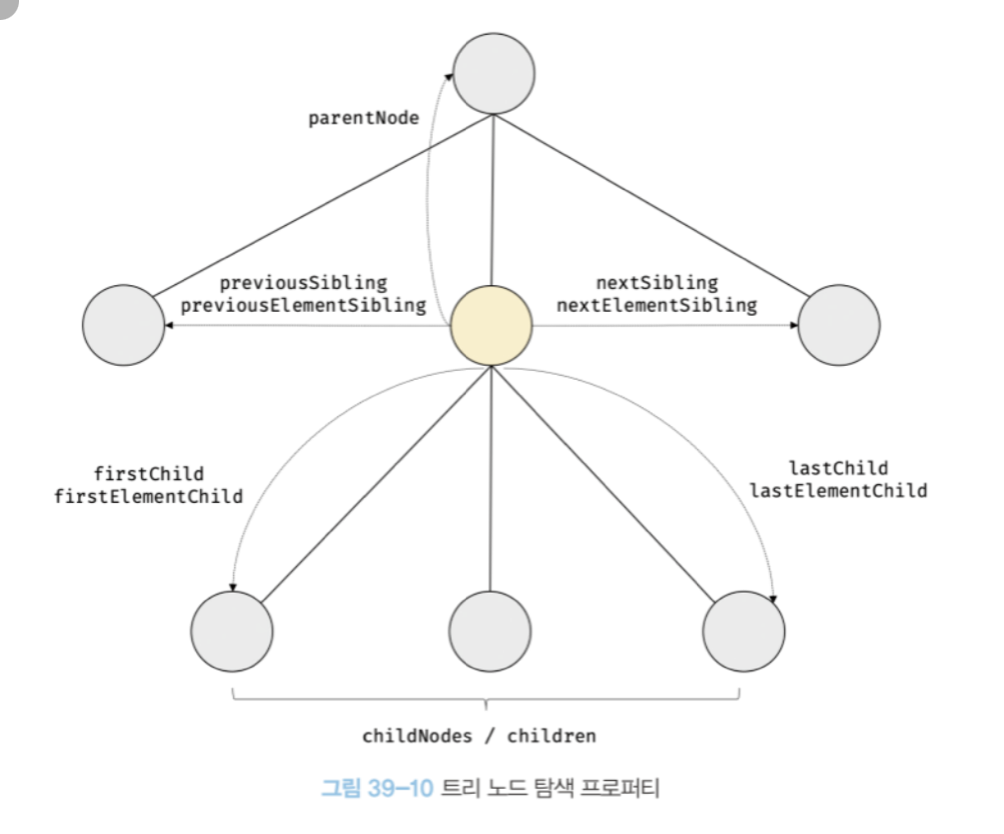 parentNode
previousSibling
previousElementSibling
nextSibling
nextElementSibling
firstChild
firstElementChild
lastChild
lastElementChild
childNodes / children
그림 39-10 트리 노드 탐색 프로퍼티